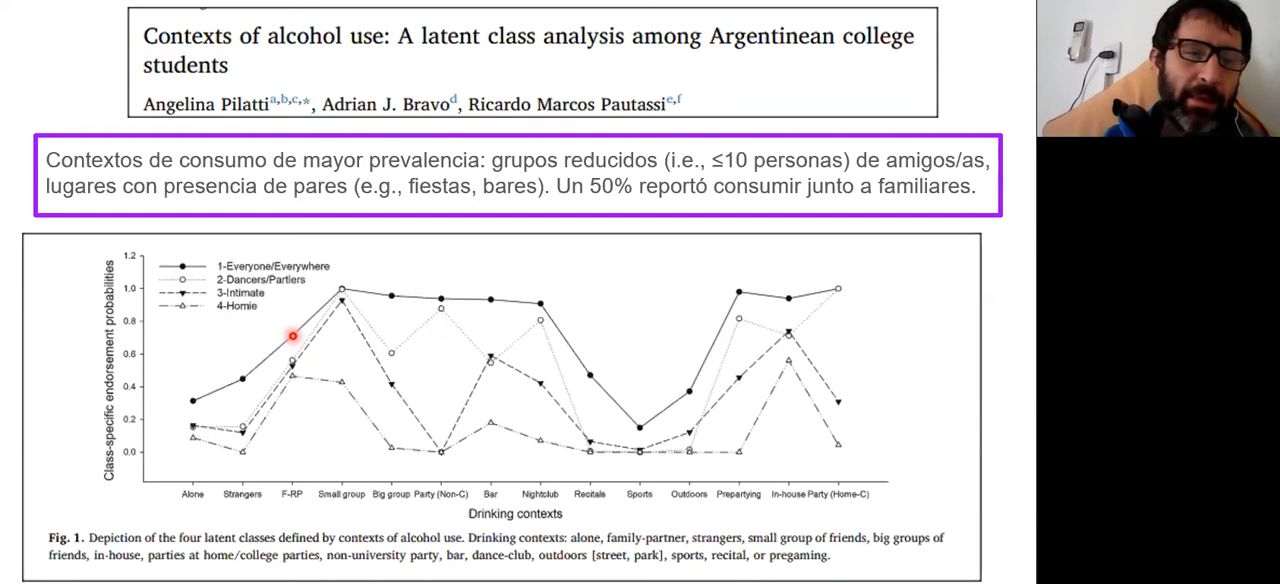 Contexts of alcohol use: A latent class analysis among Argentinean college
students
Angelina Pilattia,b,c,*, Adrian J. Bravod, Ricardo Marcos Pautassie,f
Contextos de consumo de mayor prevalencia: grupos reducidos (i.e., ≤10 personas) de amigos/as,
lugares con presencia de pares (e.g., fiestas, bares). Un 50% reportó consumir junto a familiares.
Class-specific endorsement probabilities
1.2
1.0
0.8
0.6
0.4
0.2
0.0
1-Everyone/Everywhere
2-Dancers/Partiers
3-Intimate
4-Homie
Alone Strangers F-RP Small group Big group Party (Non-C) Bar Nightclub Recitals Sports Outdoors Prepartying In-house Party (Home-C)
Drinking contexts
Fig. 1. Depiction of the four latent classes defined by contexts of alcohol use. Drinking contexts: alone, family-partner, strangers, small group of friends, big groups of
friends, in-house, parties at home/college parties, non-university party, bar, dance-club, outdoors [street, park], sports, recital, or pregaming.